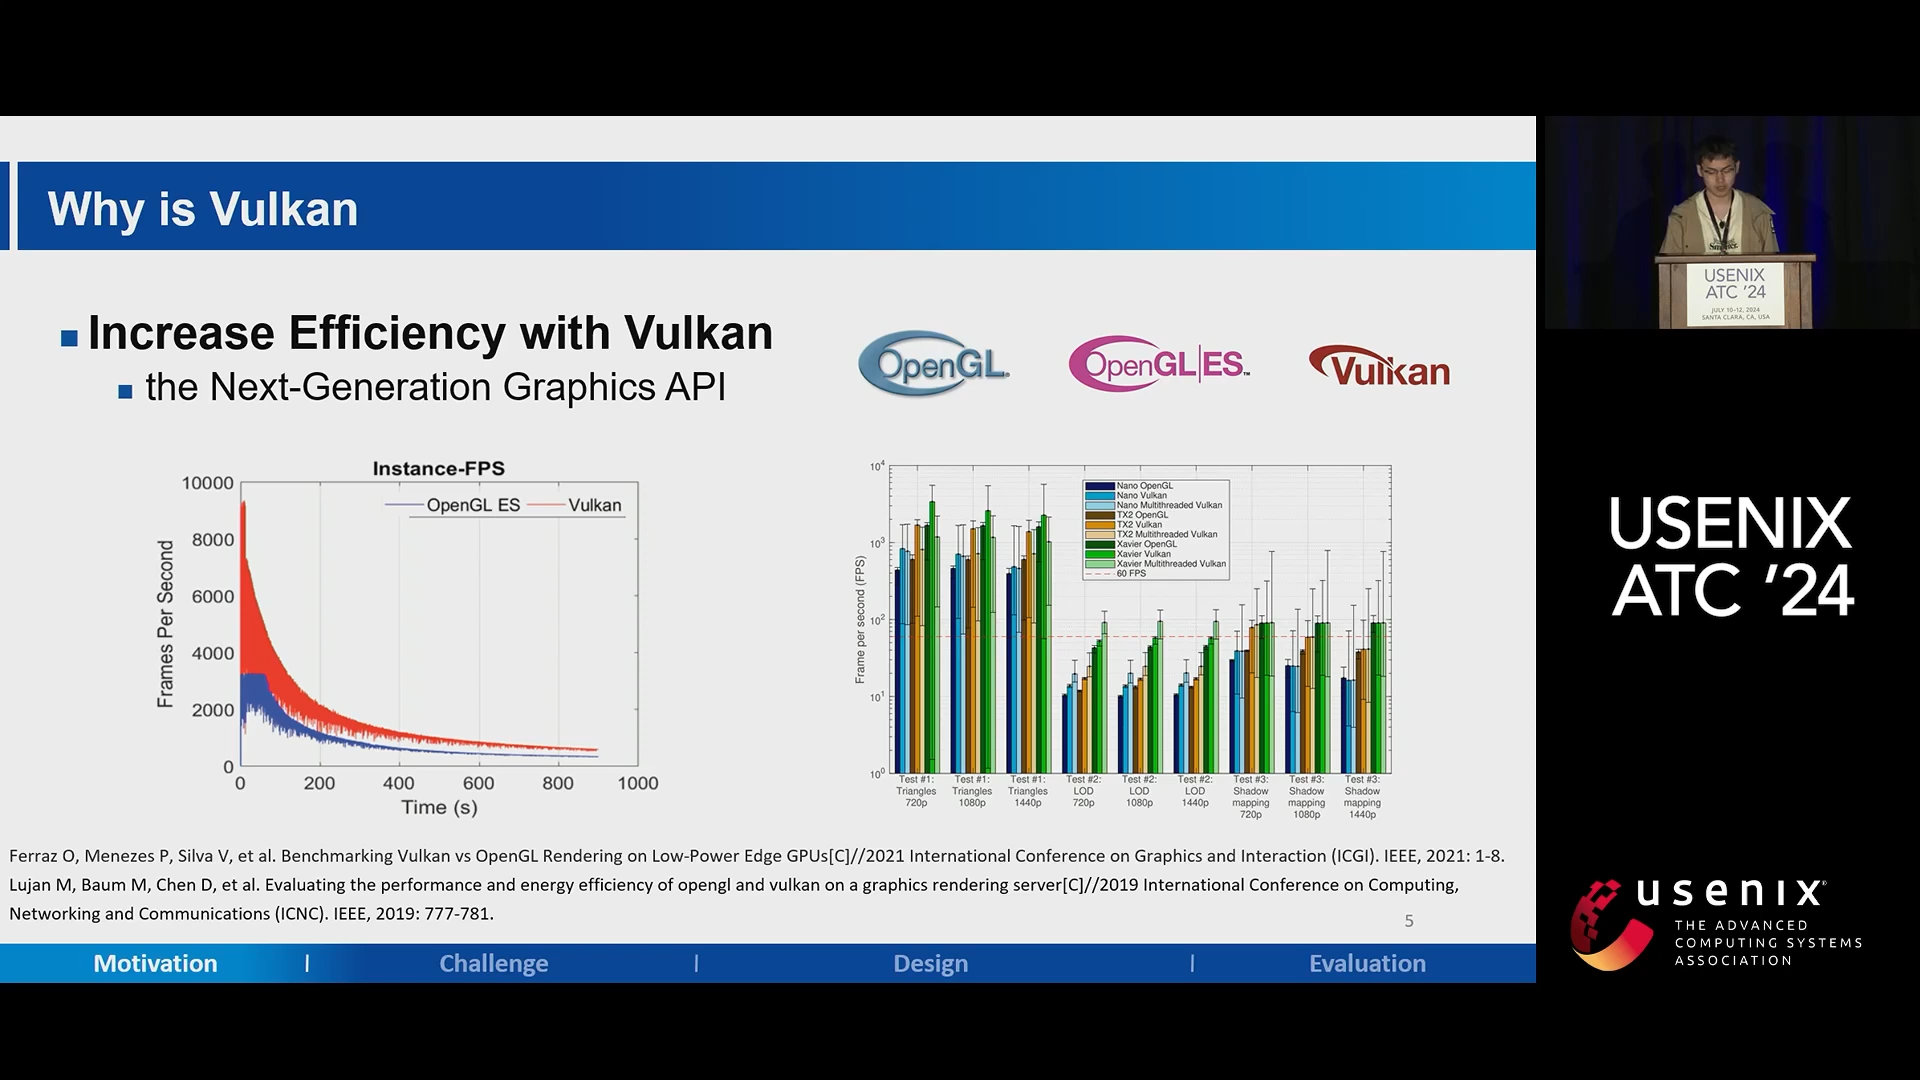 Why is Vulkan
Increase Efficiency with Vulkan
the Next-Generation Graphics API
OpenGL®
OpenGL|ES™
Vulkan
Instance-FPS
OpenGL ES
Vulkan
10000
8000
6000
4000
2000
0
Frames Per Second
0 200 400 600 800 1000
Time (s)
Nano OpenGL
Nano Vulkan
Nano Multithreaded Vulkan
TX2 OpenGL
TX2 Vulkan
TX2 Multithreaded Vulkan
Xavier OpenGL
Xavier Vulkan
Xavier Multithreaded Vulkan
60 FPS
10⁴
10³
10²
10¹
10⁰
Frame per second (FPS)
Test #1: Test #1: Test #1: Test #2: Test #2: Test #2: Test #3: Test #3: Test #3:
Triangles Triangles Triangles LOD LOD LOD Shadow Shadow Shadow
720p 1080p 1440p 720p 1080p 1440p mapping mapping mapping
720p 1080p 1440p
Ferraz O, Menezes P, Silva V, et al. Benchmarking Vulkan vs OpenGL Rendering on Low-Power Edge GPUs[C]//2021 International Conference on Graphics and Interaction (ICGI). IEEE, 2021: 1-8.
Lujan M, Baum M, Chen D, et al. Evaluating the performance and energy efficiency of opengl and vulkan on a graphics rendering server[C]//2019 International Conference on Computing,
Networking and Communications (ICNC). IEEE, 2019: 777-781.
5
Motivation | Challenge | Design | Evaluation
USENIX
ATC '24
JULY 10–12, 2024
SANTA CLARA, CA, USA
USENIX
ATC '24
usenix®
THE ADVANCED
COMPUTING SYSTEMS
ASSOCIATION